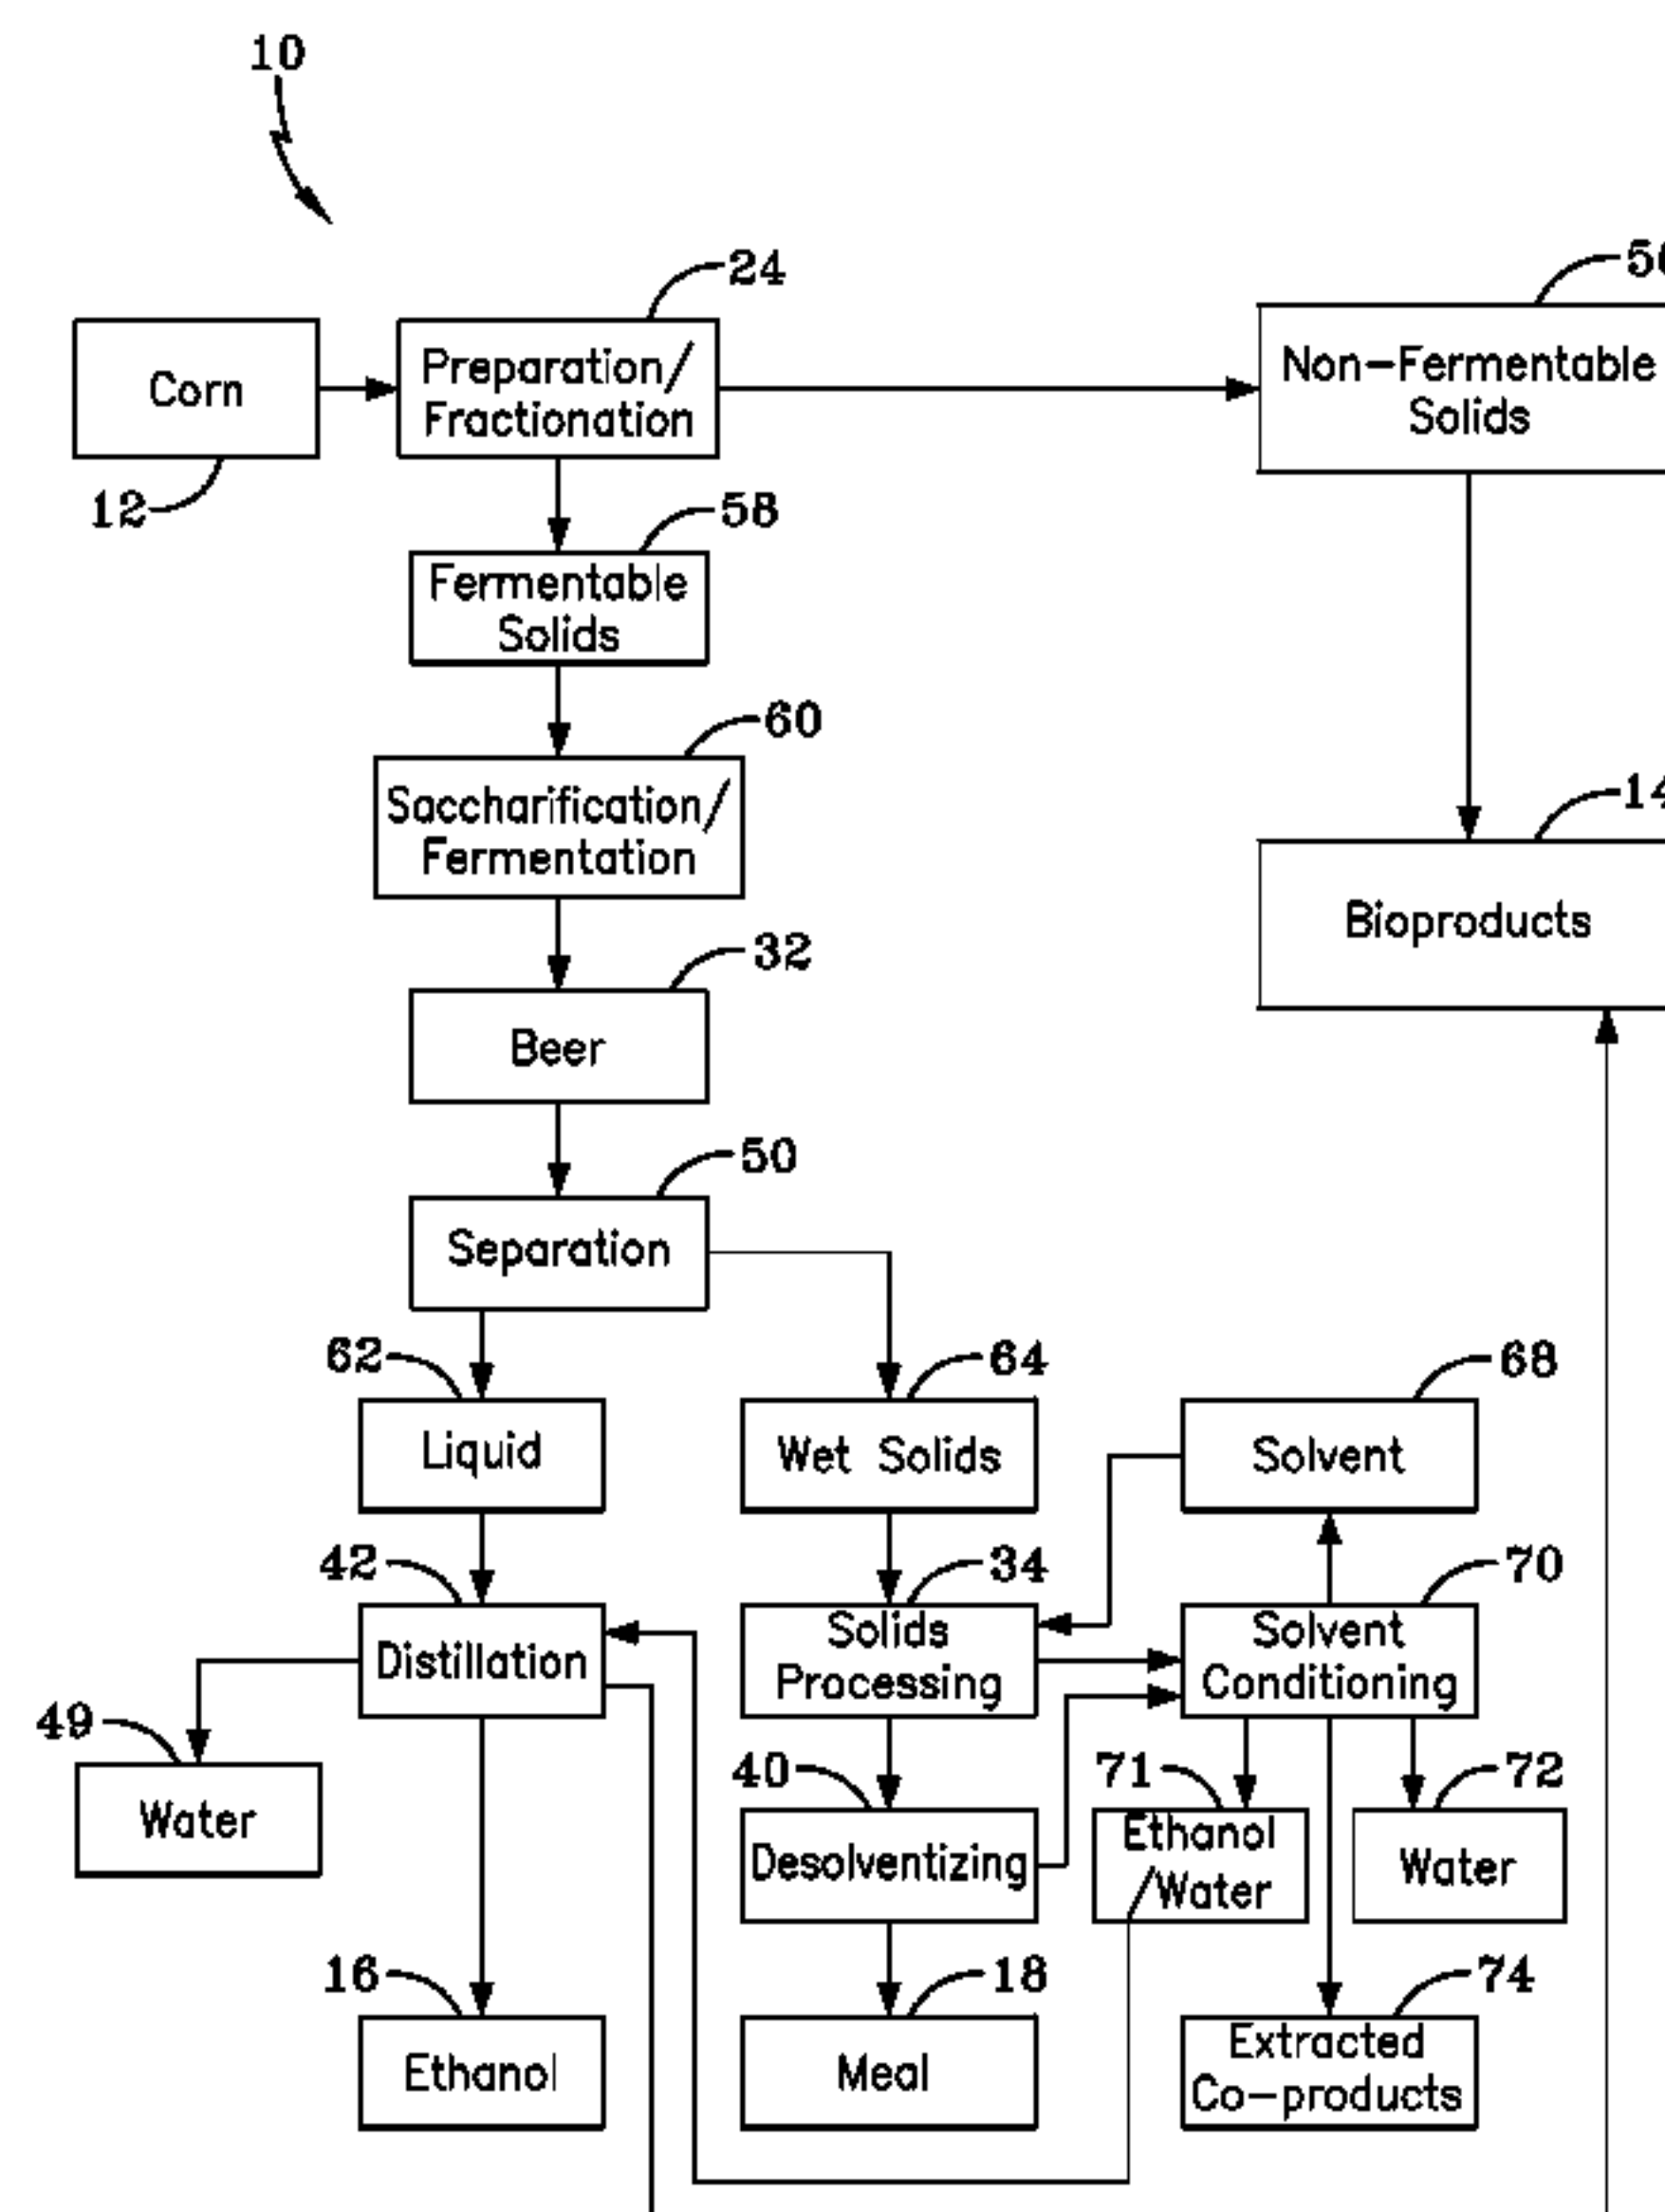 10
24
56
Corn
Preparation/
Fractionation
Non-Fermentable
Solids
12
58
Fermentable
Solids
60
14
Saccharification/
Fermentation
Bioproducts
32
Beer
50
Separation
62
64
68
Liquid
Wet Solids
Solvent
42
34
70
Distillation
Solids
Processing
Solvent
Conditioning
49
40
71
72
Water
Desolventizing
Ethanol
/Water
Water
16
18
74
Ethanol
Meal
Extracted
Co-products